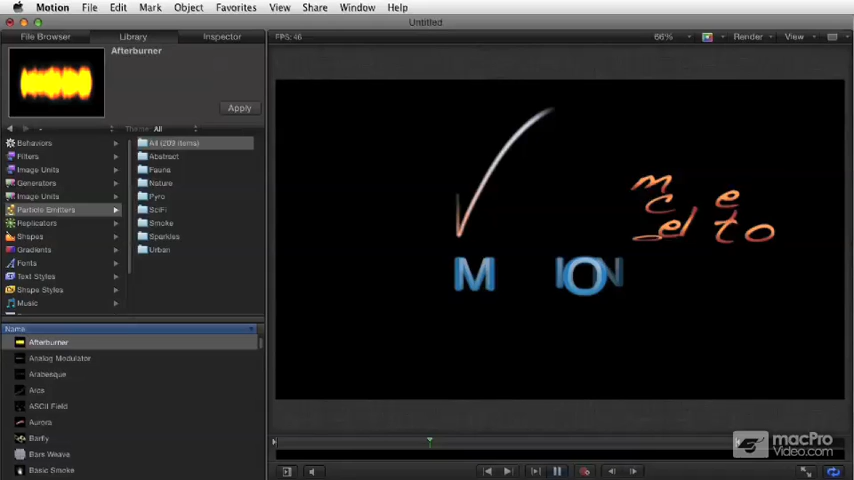 Motion File Edit Mark Object Favorites View Share Window Help
Untitled
File Browser Library Inspector
FPS: 46 66% Render View
Afterburner
Apply
Theme: All
Behaviors
Filters
Image Units
Generators
Image Units
Particle Emitters
Replicators
Shapes
Gradients
Fonts
Text Styles
Shape Styles
Music
All (209 items)
Abstract
Fauna
Nature
Pyro
SciFi
Smoke
Sparkles
Urban
Name
Afterburner
Analog Modulator
Arabesque
Arcs
ASCII Field
Aurora
Barfly
Bars Weave
Basic Smoke
M ION
macPro
Video.com